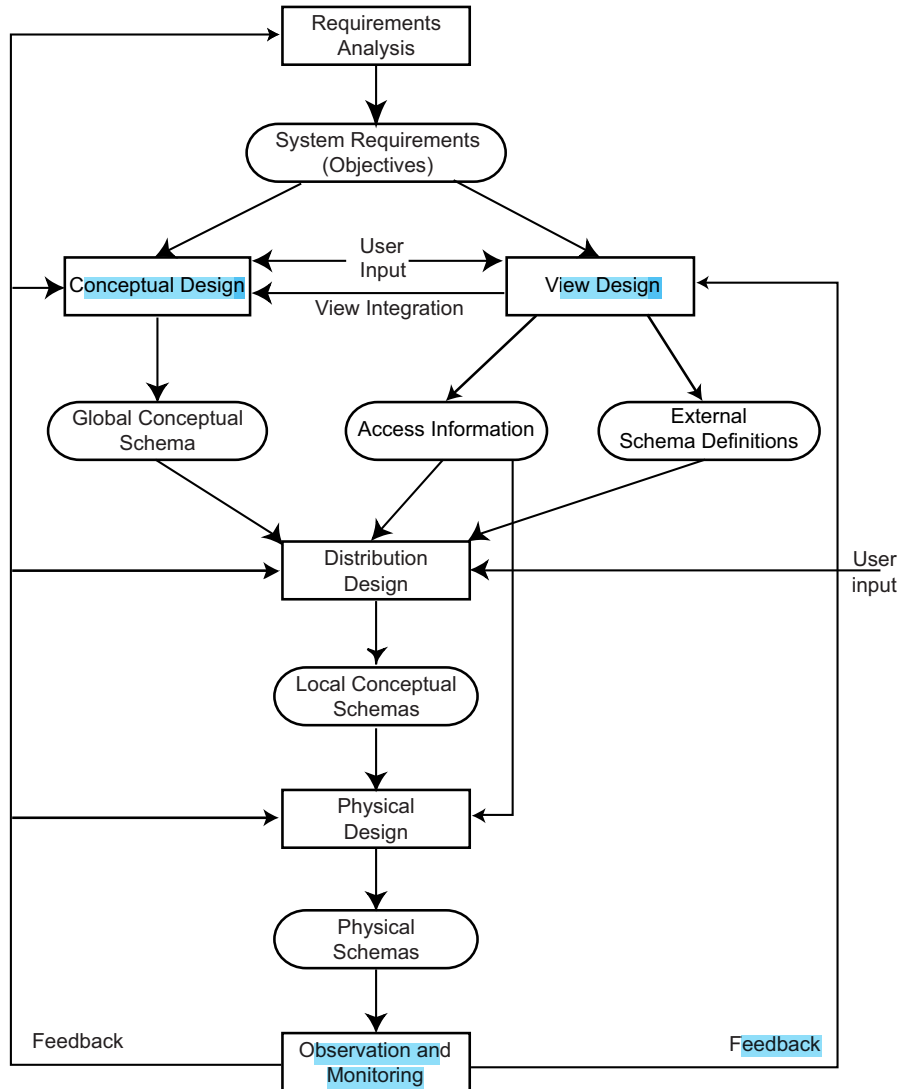 Requirements
Analysis
System Requirements
(Objectives)
User
Input
Conceptual Design
View Design
View Integration
Global Conceptual
Schema
Access Information
External
Schema Definitions
Distribution
Design
User
input
Local Conceptual
Schemas
Physical
Design
Physical
Schemas
Feedback
Observation and
Monitoring
Feedback